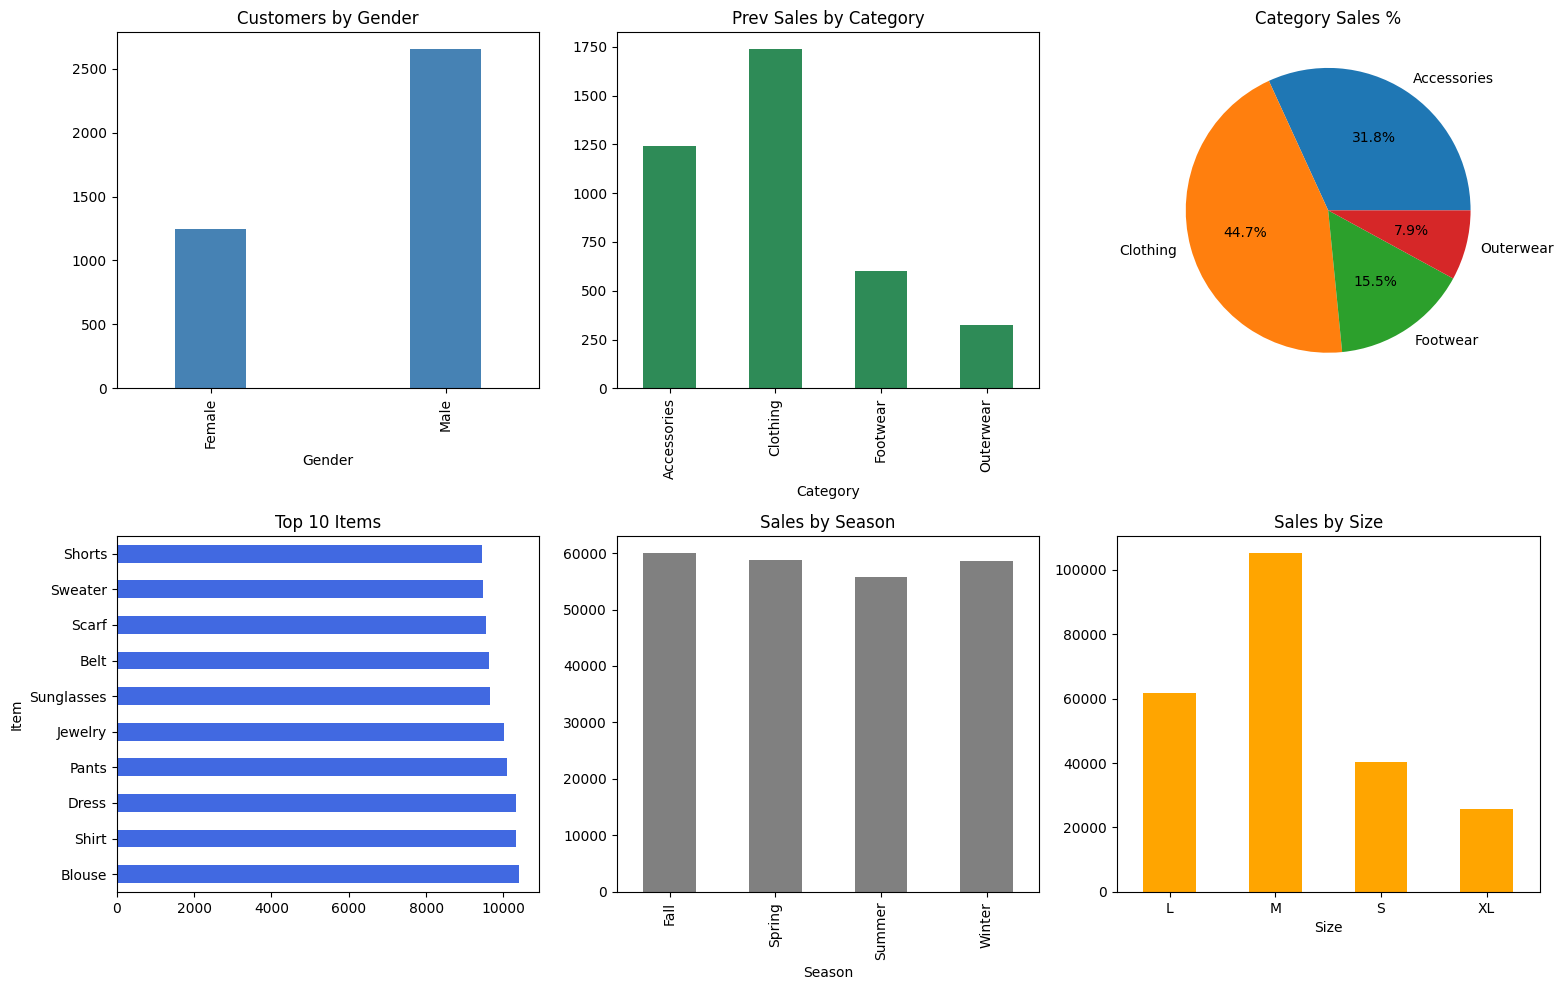 Customers by Gender
2500
2000
1500
1000
500
0
Female
Male
Gender
Prev Sales by Category
1750
1500
1250
1000
750
500
250
0
Accessories
Clothing
Footwear
Outerwear
Category
Category Sales %
Accessories
31.8%
Clothing
44.7%
7.9%
Outerwear
15.5%
Footwear
Top 10 Items
Item
Shorts
Sweater
Scarf
Belt
Sunglasses
Jewelry
Pants
Dress
Shirt
Blouse
0 2000 4000 6000 8000 10000
Sales by Season
60000
50000
40000
30000
20000
10000
0
Fall
Spring
Summer
Winter
Season
Sales by Size
100000
80000
60000
40000
20000
0
L M S XL
Size